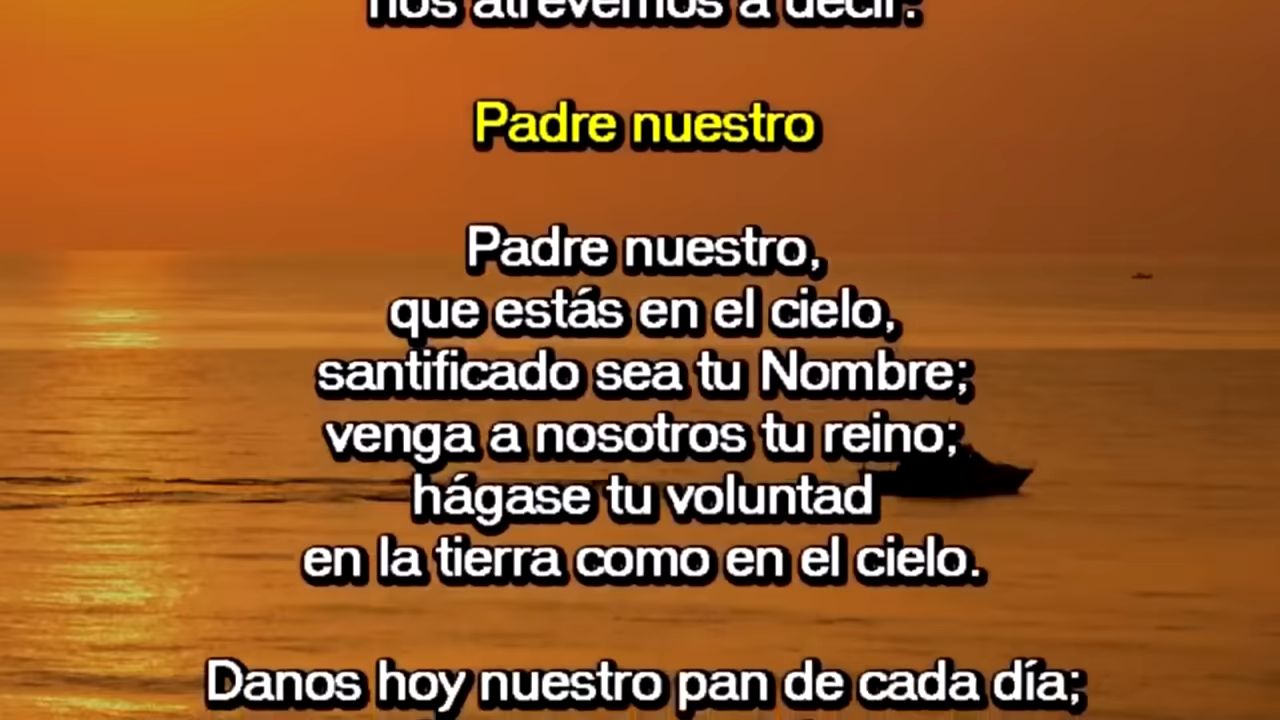 nos atrevemos a decir:
Padre nuestro
Padre nuestro,
que estás en el cielo,
santificado sea tu Nombre;
venga a nosotros tu reino;
hágase tu voluntad
en la tierra como en el cielo.
Danos hoy nuestro pan de cada día;